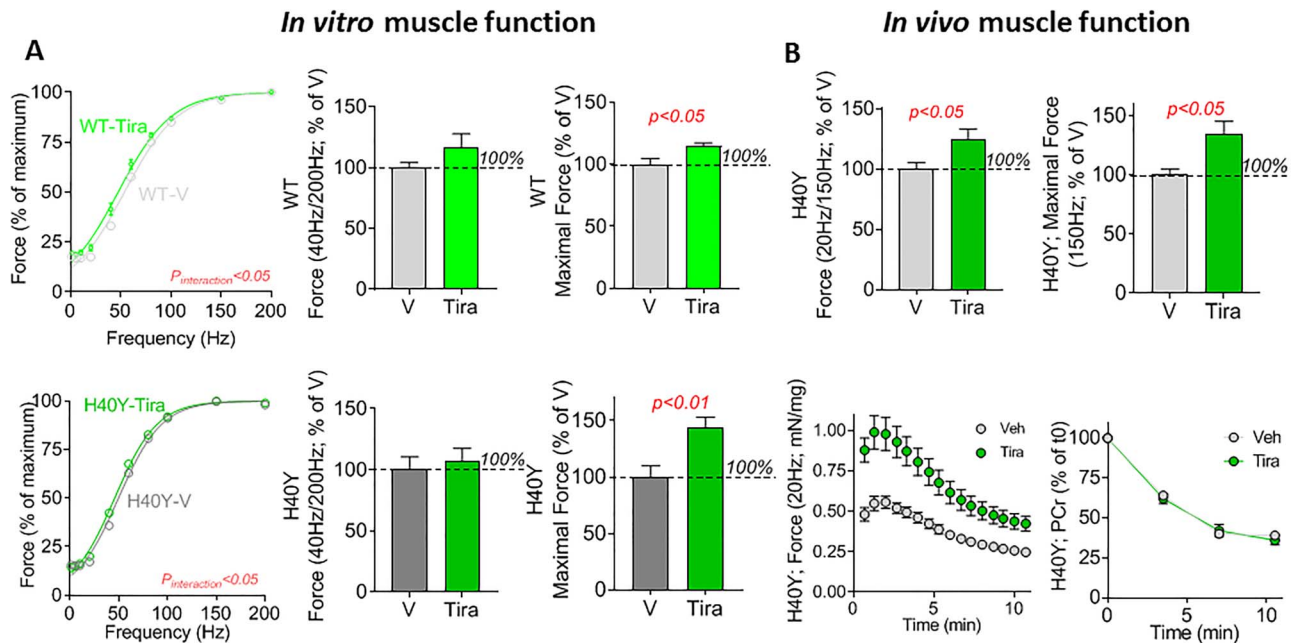 In vitro muscle function
In vivo muscle function
A
Force (% of maximum)
100
75
50
25
0
WT-Tira
WT-V
Pinteraction<0.05
0 50 100 150 200
Frequency (Hz)
WT
Force (40Hz/200Hz; % of V)
150
100
50
0
100%
V Tira
WT
Maximal Force (% of V)
150
100
50
0
p<0.05
100%
V Tira
B
H40Y
Force (20Hz/150Hz; % of V)
150
100
50
0
p<0.05
100%
V Tira
H40Y; Maximal Force
(150Hz; % of V)
150
100
50
0
p<0.05
100%
V Tira
Force (% of maximum)
100
75
50
25
0
H40Y-Tira
H40Y-V
Pinteraction<0.05
0 50 100 150 200
Frequency (Hz)
H40Y
Force (40Hz/200Hz; % of V)
150
100
50
0
100%
V Tira
H40Y
Maximal Force (% of V)
150
100
50
0
p<0.01
100%
V Tira
H40Y; Force (20Hz; mN/mg)
1.00
0.75
0.50
0.25
0.00
Veh
Tira
0 5 10
Time (min)
H40Y; PCr (% of t0)
100
75
50
25
0
Veh
Tira
0 5 10
Time (min)